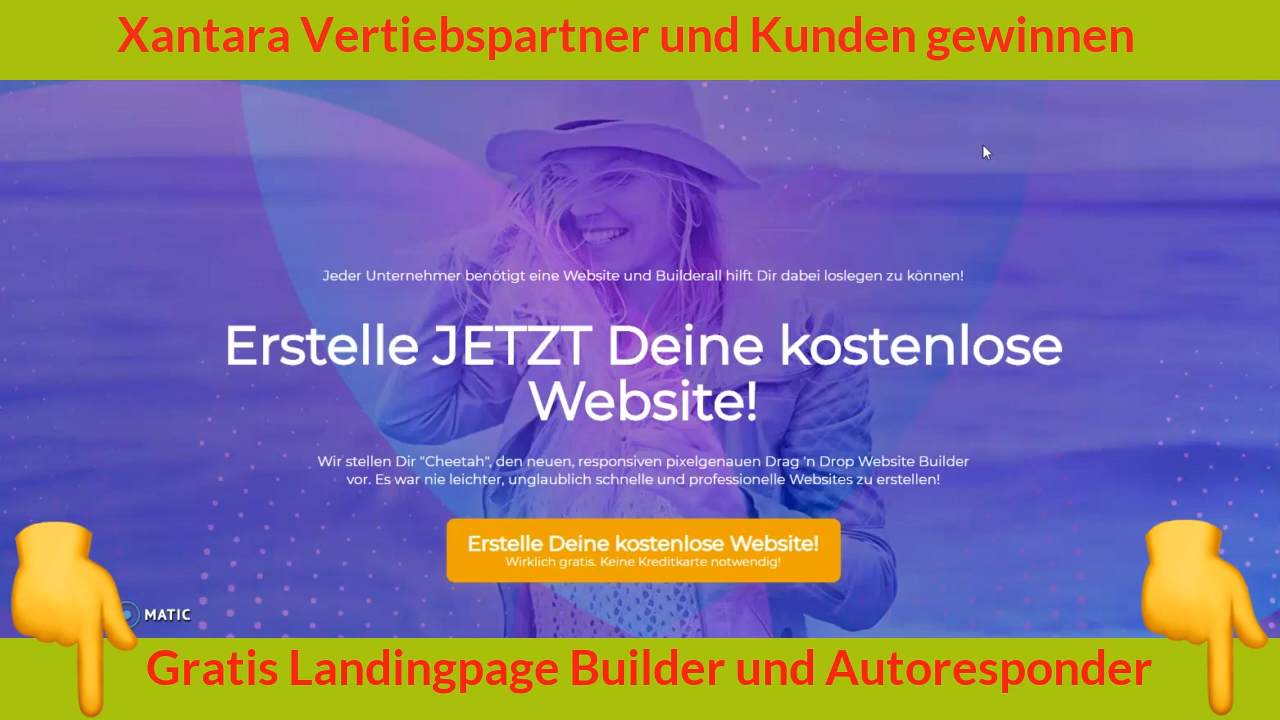 Xantara Vertiebspartner und Kunden gewinnen
Jeder Unternehmer benötigt eine Website und Builderall hilft Dir dabei loslegen zu können!
Erstelle JETZT Deine kostenlose
Website!
Wir stellen Dir "Cheetah", den neuen, responsiven pixelgenauen Drag 'n Drop Website Builder
vor. Es war nie leichter, unglaublich schnelle und professionelle Websites zu erstellen!
Erstelle Deine kostenlose Website!
Wirklich gratis. Keine Kreditkarte notwendig!
MATIC
Gratis Landingpage Builder und Autoresponder